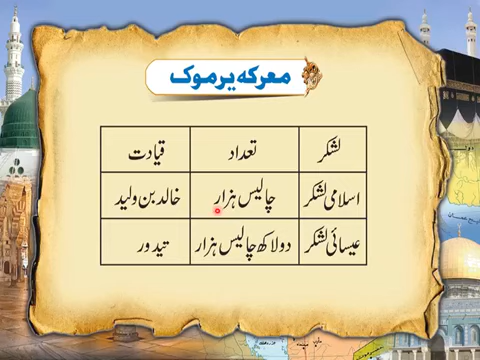 معرکہ یرموک
لشکر تعداد قیادت
اسلامی لشکر چالیس ہزار خالد بن ولید
عیسائی لشکر دو لاکھ چالیس ہزار تیدور